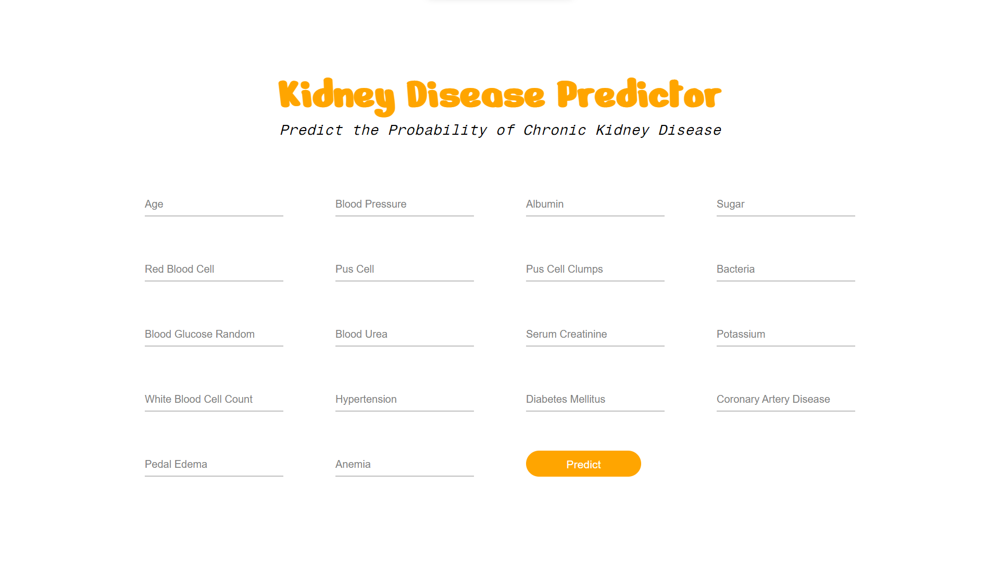 Kidney Disease Predictor
Predict the Probability of Chronic Kidney Disease
Age
Blood Pressure
Albumin
Sugar
Red Blood Cell
Pus Cell
Pus Cell Clumps
Bacteria
Blood Glucose Random
Blood Urea
Serum Creatinine
Potassium
White Blood Cell Count
Hypertension
Diabetes Mellitus
Coronary Artery Disease
Pedal Edema
Anemia
Predict